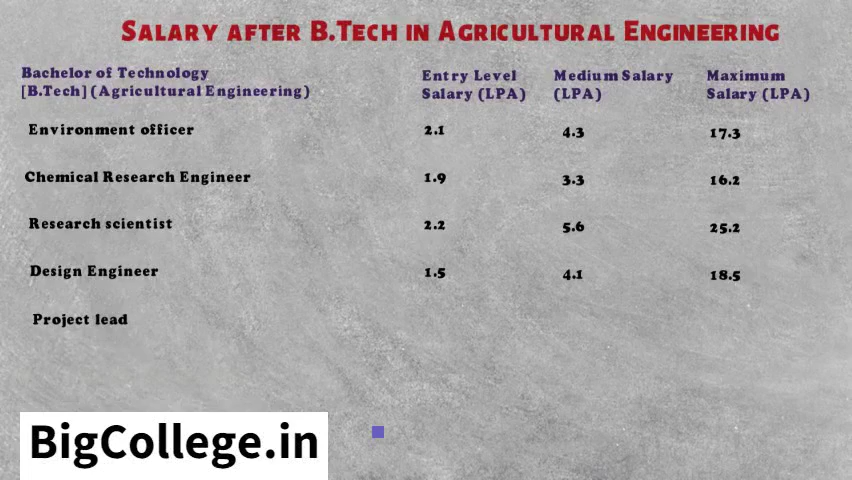 Salary after B.Tech in Agricultural Engineering
Bachelor of Technology [B.Tech] (Agricultural Engineering) Entry Level Salary (LPA) Medium Salary (LPA) Maximum Salary (LPA)
Environment officer 2.1 4.3 17.3
Chemical Research Engineer 1.9 3.3 16.2
Research scientist 2.2 5.6 25.2
Design Engineer 1.5 4.1 18.5
Project lead
BigCollege.in